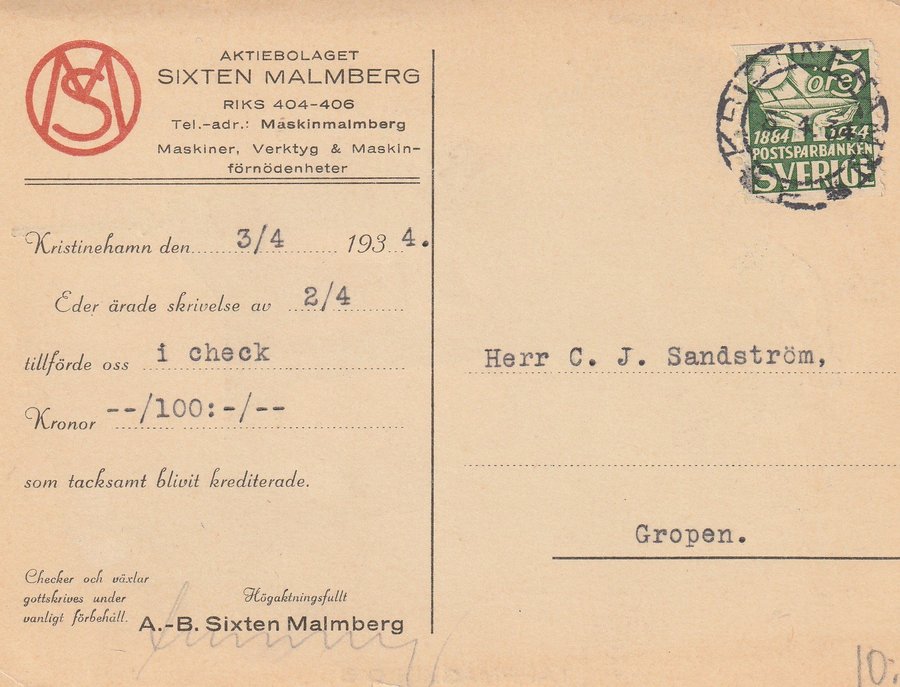 AKTIEBOLAGET
SIXTEN MALMBERG
RIKS 404-406
Tel.-adr.: Maskinmalmberg
Maskiner, Verktyg & Maskin-
förnödenheter
Kristinehamn den 3/4 1934.
Eder ärade skrivelse av 2/4
tillförde oss i check
Kronor --/100:-/--
som tacksamt blivit krediterade.
Checker och växlar
gottskrives under
vanligt förbehåll.
Högaktningsfullt
A.-B. Sixten Malmberg
5
öre
1884 1934
POSTSPARBANKEN
SVERIGE
Herr C. J. Sandström,
Gropen.
10: